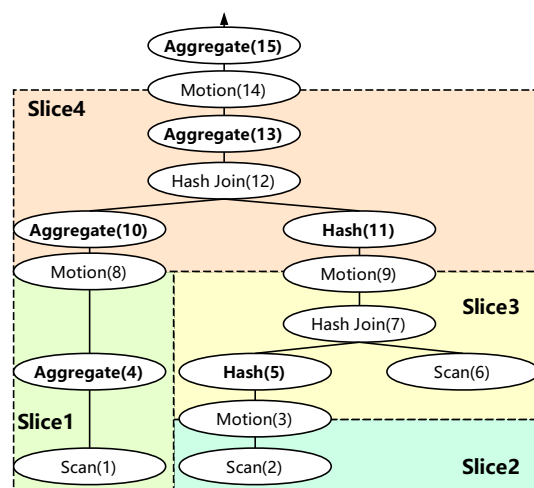 Aggregate(15)
Motion(14)
Slice4
Aggregate(13)
Hash Join(12)
Aggregate(10)
Hash(11)
Motion(8)
Motion(9)
Slice3
Hash Join(7)
Aggregate(4)
Hash(5)
Scan(6)
Slice1
Motion(3)
Scan(1)
Scan(2)
Slice2